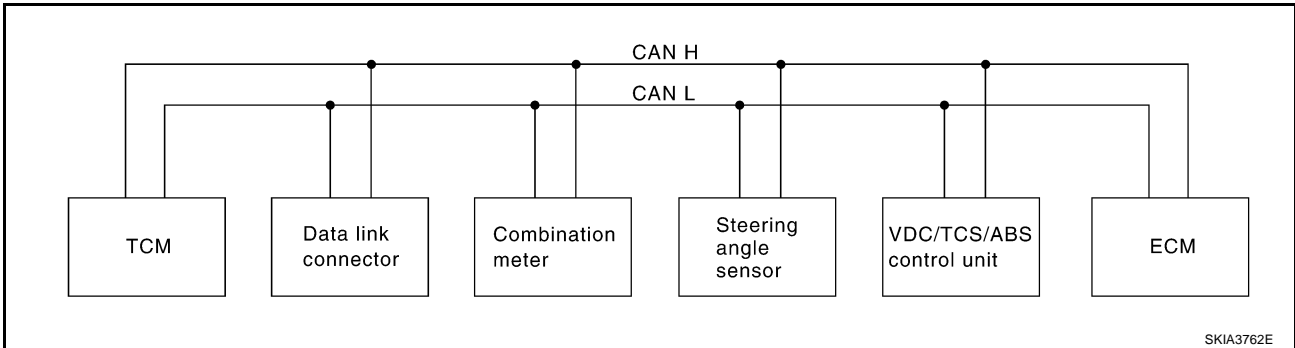 CAN H
CAN L
TCM
Data link
connector
Combination
meter
Steering
angle
sensor
VDC/TCS/ABS
control unit
ECM
SKIA3762E